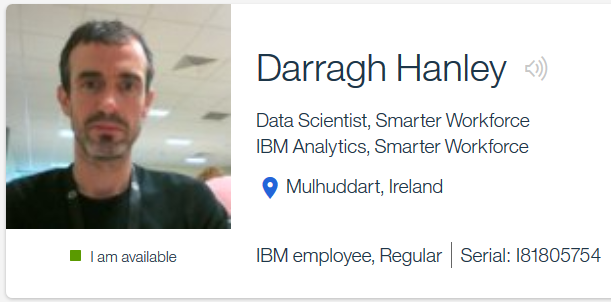 Darragh Hanley
Data Scientist, Smarter Workforce
IBM Analytics, Smarter Workforce
Mulhuddart, Ireland
I am available
IBM employee, Regular | Serial: I81805754